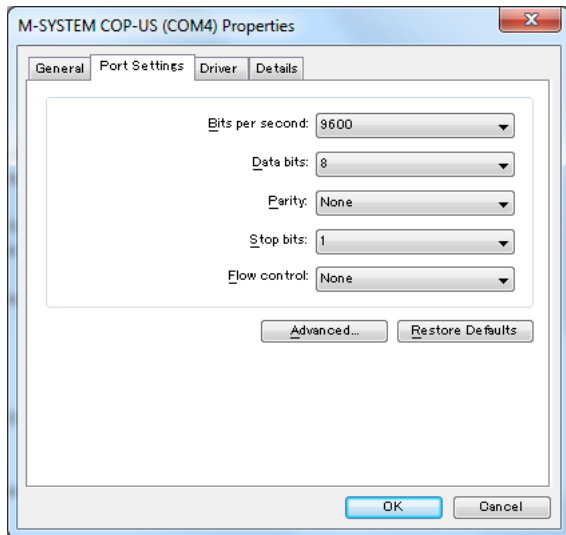 M-SYSTEM COP-US (COM4) Properties
General Port Settings Driver Details
Bits per second: 9600
Data bits: 8
Parity: None
Stop bits: 1
Flow control: None
Advanced... Restore Defaults
OK Cancel